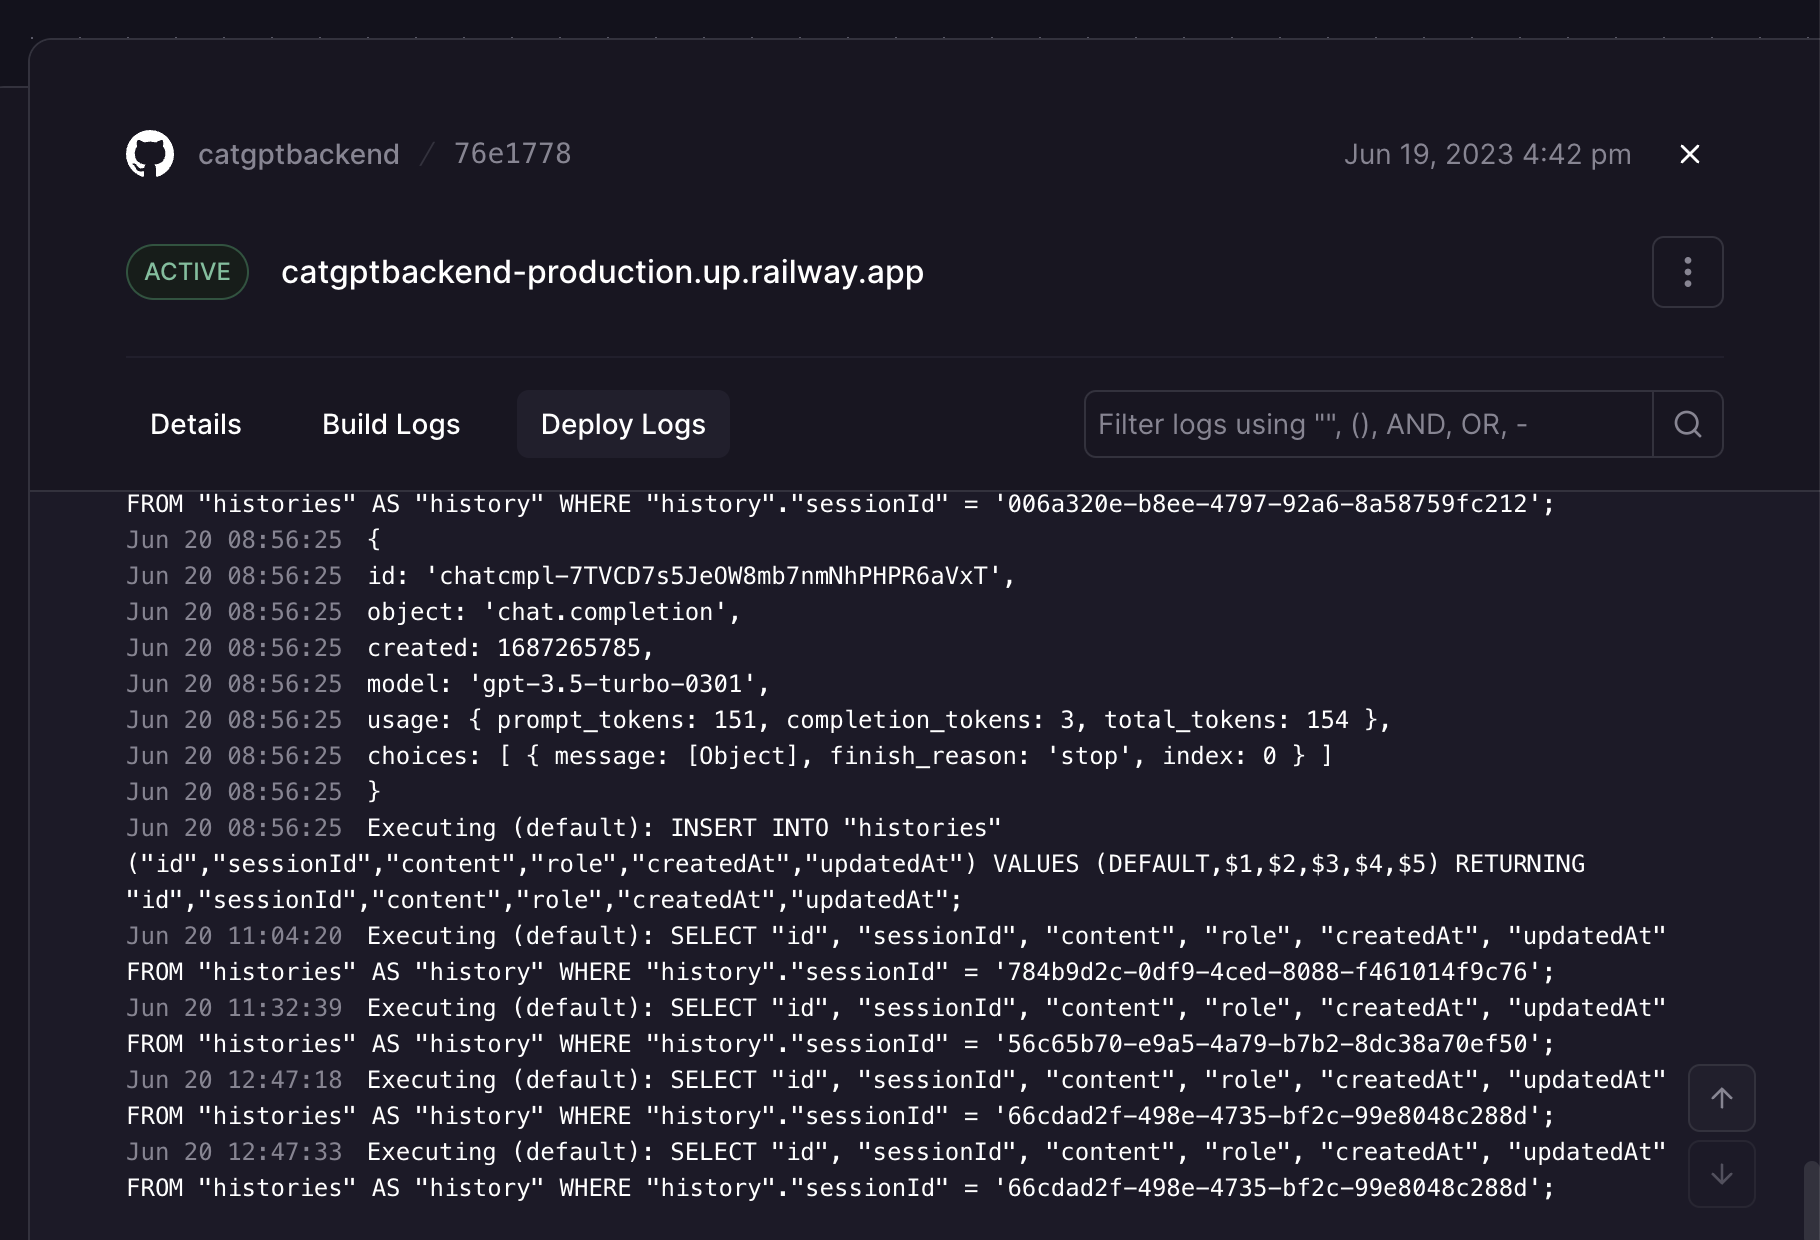 catgptbackend / 76e1778
Jun 19, 2023 4:42 pm
ACTIVE
catgptbackend-production.up.railway.app
Details
Build Logs
Deploy Logs
Filter logs using "", (), AND, OR, -
FROM "histories" AS "history" WHERE "history"."sessionId" = '006a320e-b8ee-4797-92a6-8a58759fc212';
Jun 20 08:56:25 {
Jun 20 08:56:25 id: 'chatcmpl-7TVCD7s5JeOW8mb7nmNhPHPR6aVxT',
Jun 20 08:56:25 object: 'chat.completion',
Jun 20 08:56:25 created: 1687265785,
Jun 20 08:56:25 model: 'gpt-3.5-turbo-0301',
Jun 20 08:56:25 usage: { prompt_tokens: 151, completion_tokens: 3, total_tokens: 154 },
Jun 20 08:56:25 choices: [ { message: [Object], finish_reason: 'stop', index: 0 } ]
Jun 20 08:56:25 }
Jun 20 08:56:25 Executing (default): INSERT INTO "histories"
("id","sessionId","content","role","createdAt","updatedAt") VALUES (DEFAULT,$1,$2,$3,$4,$5) RETURNING
"id","sessionId","content","role","createdAt","updatedAt";
Jun 20 11:04:20 Executing (default): SELECT "id", "sessionId", "content", "role", "createdAt", "updatedAt"
FROM "histories" AS "history" WHERE "history"."sessionId" = '784b9d2c-0df9-4ced-8088-f461014f9c76';
Jun 20 11:32:39 Executing (default): SELECT "id", "sessionId", "content", "role", "createdAt", "updatedAt"
FROM "histories" AS "history" WHERE "history"."sessionId" = '56c65b70-e9a5-4a79-b7b2-8dc38a70ef50';
Jun 20 12:47:18 Executing (default): SELECT "id", "sessionId", "content", "role", "createdAt", "updatedAt"
FROM "histories" AS "history" WHERE "history"."sessionId" = '66cdad2f-498e-4735-bf2c-99e8048c288d';
Jun 20 12:47:33 Executing (default): SELECT "id", "sessionId", "content", "role", "createdAt", "updatedAt"
FROM "histories" AS "history" WHERE "history"."sessionId" = '66cdad2f-498e-4735-bf2c-99e8048c288d';